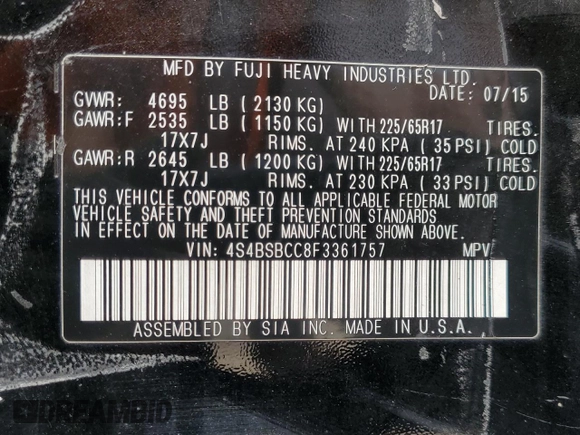 MFD BY FUJI HEAVY INDUSTRIES LTD.
DATE: 07/15
GVWR: 4695 LB (2130 KG)
GAWR:F 2535 LB (1150 KG) WITH 225/65R17 TIRES.
17X7J RIMS. AT 240 KPA (35 PSI) COLD
GAWR:R 2645 LB (1200 KG) WITH 225/65R17 TIRES.
17X7J RIMS. AT 230 KPA (33 PSI) COLD
THIS VEHICLE CONFORMS TO ALL APPLICABLE FEDERAL MOTOR
VEHICLE SAFETY AND THEFT PREVENTION STANDARDS
IN EFFECT ON THE DATE OF MANUFACTURE SHOWN ABOVE.
VIN: 4S4BSBCC8F3361757 MPV
ASSEMBLED BY SIA INC. MADE IN U.S.A.
DREAMBID